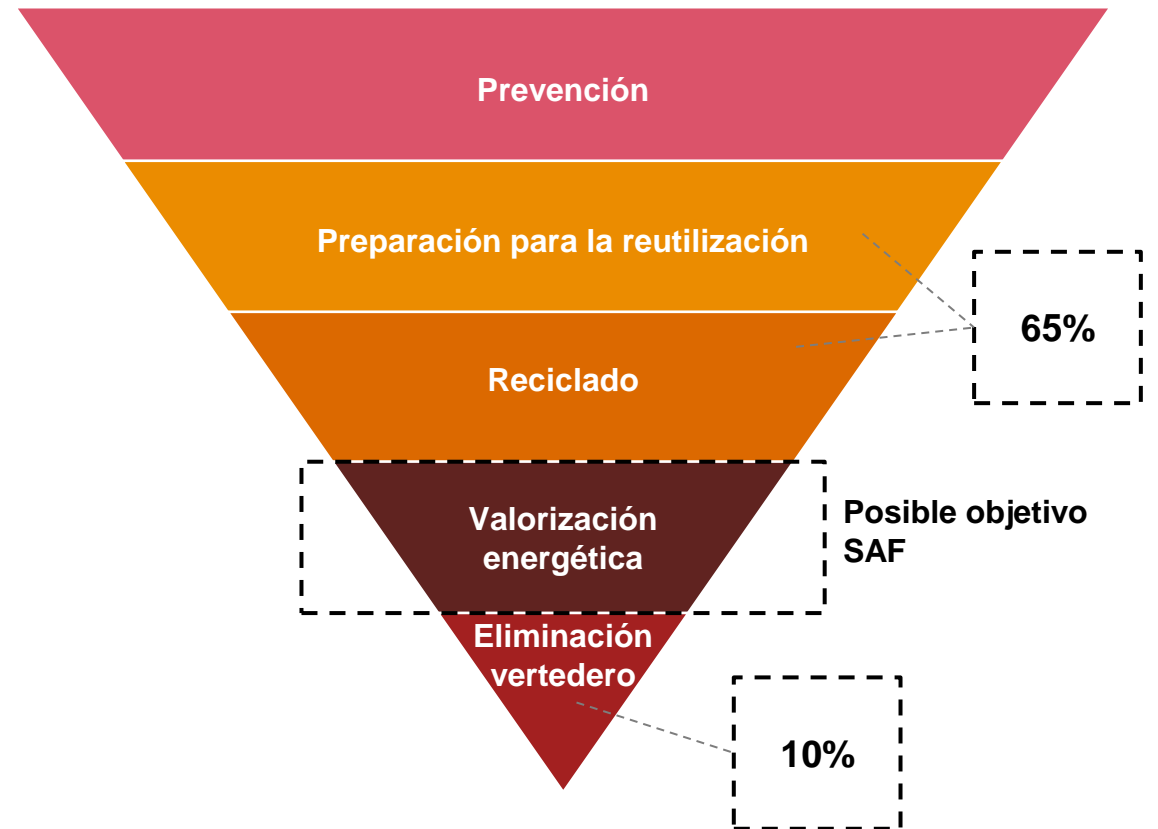 Prevención
Preparación para la reutilización
65%
Reciclado
Valorización
energética
Posible objetivo
SAF
Eliminación
vertedero
10%